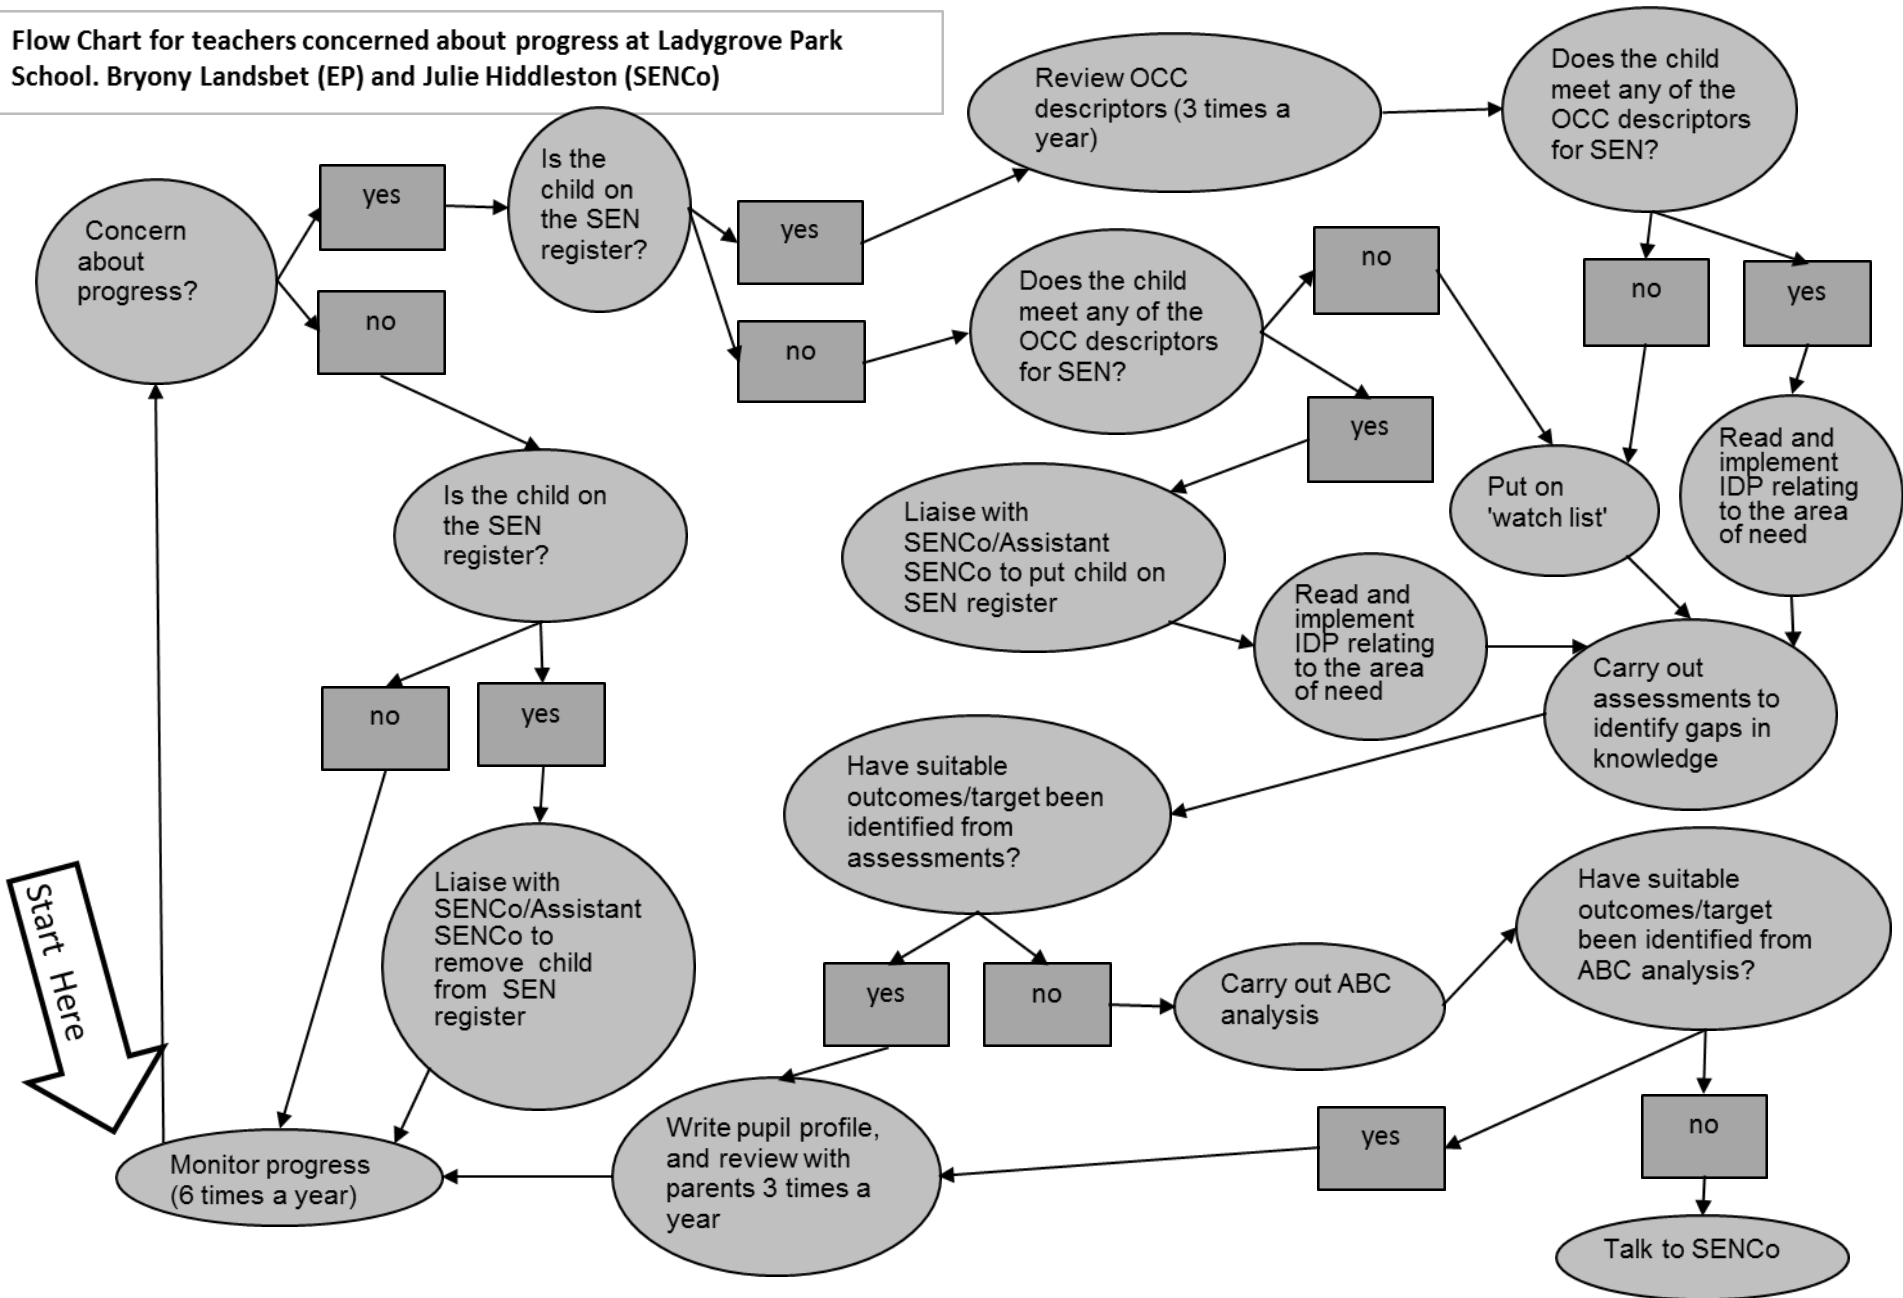 Flow Chart for teachers concerned about progress at Ladygrove Park
School. Bryony Landsbet (EP) and Julie Hiddleston (SENCo)
Review OCC
descriptors (3 times a
year)
Does the child
meet any of the
OCC descriptors
for SEN?
Concern
about
progress?
yes
no
Is the
child on
the SEN
register?
yes
no
Does the child
meet any of the
OCC descriptors
for SEN?
no
yes
no
yes
Put on
'watch list'
Read and
implement
IDP relating
to the area
of need
Is the child on
the SEN
register?
Liaise with
SENCo/Assistant
SENCo to put child on
SEN register
Read and
implement
IDP relating
to the area
of need
Carry out
assessments to
identify gaps in
knowledge
no
yes
Have suitable
outcomes/target been
identified from
assessments?
Liaise with
SENCo/Assistant
SENCo to
remove child
from SEN
register
yes
no
Carry out ABC
analysis
Have suitable
outcomes/target
been identified from
ABC analysis?
Start Here
Monitor progress
(6 times a year)
Write pupil profile,
and review with
parents 3 times a
year
yes
no
Talk to SENCo